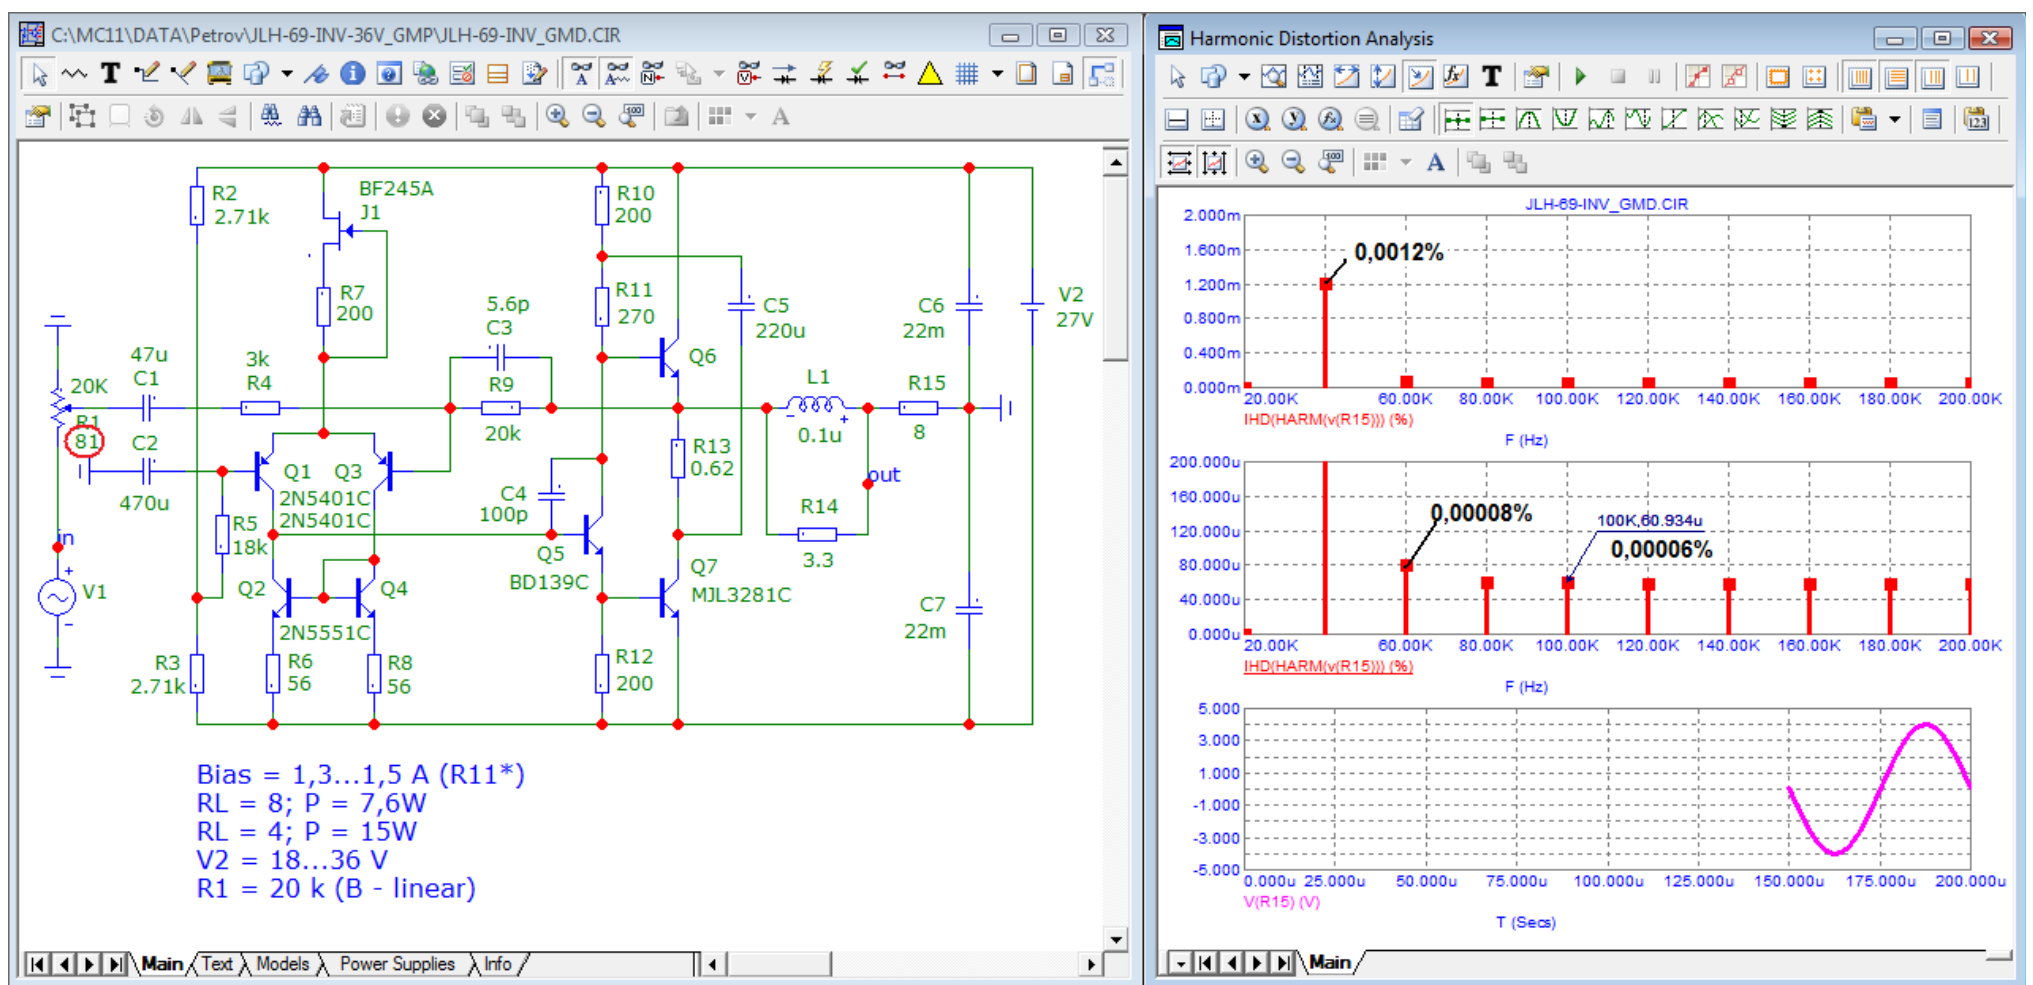 C:\MC11\DATA\Petrov\JLH-69-INV-36V_GMP\JLH-69-INV_GMD.CIR
R2
2.71k
BF245A
J1
R10
200
R7
200
5.6p
C3
R11
270
C5
220u
C6
22m
V2
27V
47u
C1
3k
R4
R9
20k
Q6
L1
0.1u
R15
8
20K
R1
81
C2
470u
Q1
Q3
2N5401C
2N5401C
R13
0.62
C4
100p
out
R14
3.3
in
R5
18k
Q5
BD139C
Q7
MJL3281C
V1
Q2
Q4
2N5551C
C7
22m
R3
2.71k
R6
56
R8
56
R12
200
Bias = 1,3...1,5 A (R11*)
RL = 8; P = 7,6W
RL = 4; P = 15W
V2 = 18...36 V
R1 = 20 k (B - linear)
Main
Text
Models
Power Supplies
Info
Harmonic Distortion Analysis
JLH-69-INV_GMD.CIR
2.000m
1.600m
1.200m
0.800m
0.400m
0.000m
0,0012%
20.00K 60.00K 80.00K 100.00K 120.00K 140.00K 160.00K 180.00K 200.00K
IHD(HARM(v(R15))) (%)
F (Hz)
200.000u
160.000u
120.000u
80.000u
40.000u
0.000u
0,00008%
100K,60.934u
0,00006%
20.00K 60.00K 80.00K 100.00K 120.00K 140.00K 160.00K 180.00K 200.00K
IHD(HARM(v(R15))) (%)
F (Hz)
5.000
3.000
1.000
-1.000
-3.000
-5.000
0.000u 25.000u 50.000u 75.000u 100.000u 125.000u 150.000u 175.000u 200.000u
V(R15) (V)
T (Secs)
Main